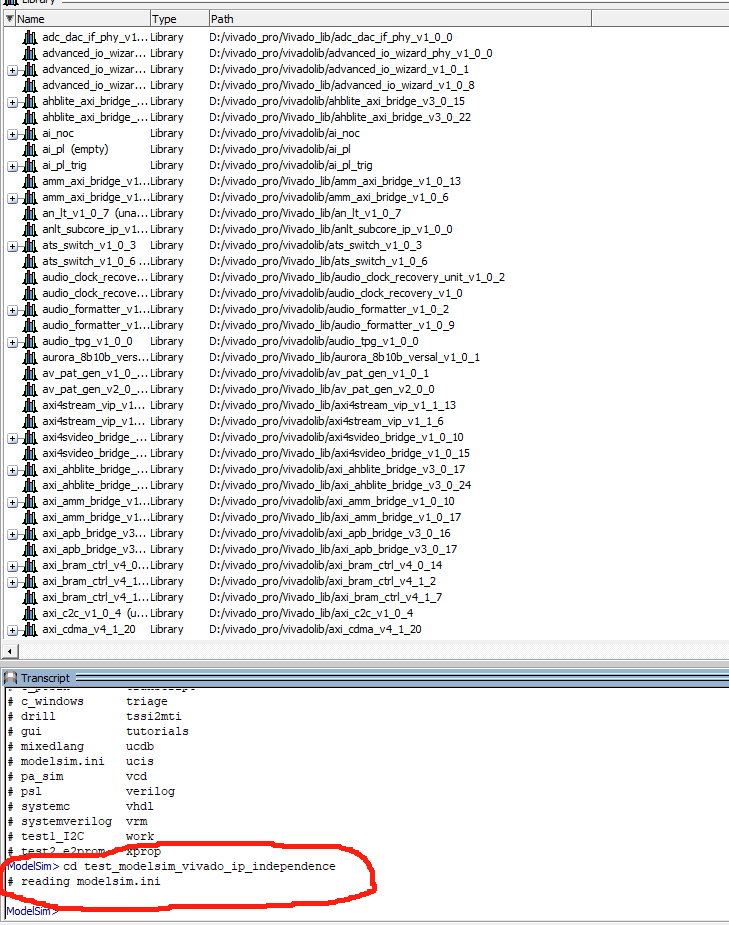 Library
Name Type Path
adc_dac_if_phy_v1... Library D:/vivado_pro/Vivado_lib/adc_dac_if_phy_v1_0_0
advanced_io_wizar... Library D:/vivado_pro/Vivado_lib/advanced_io_wizard_phy_v1_0_0
advanced_io_wizar... Library D:/vivado_pro/vivadolib/advanced_io_wizard_v1_0_1
advanced_io_wizar... Library D:/vivado_pro/Vivado_lib/advanced_io_wizard_v1_0_8
ahblite_axi_bridge_... Library D:/vivado_pro/vivadolib/ahblite_axi_bridge_v3_0_15
ahblite_axi_bridge_... Library D:/vivado_pro/Vivado_lib/ahblite_axi_bridge_v3_0_22
ai_noc Library D:/vivado_pro/vivadolib/ai_noc
ai_pl (empty) Library D:/vivado_pro/vivadolib/ai_pl
ai_pl_trig Library D:/vivado_pro/vivadolib/ai_pl_trig
amm_axi_bridge_v1... Library D:/vivado_pro/Vivado_lib/amm_axi_bridge_v1_0_13
amm_axi_bridge_v1... Library D:/vivado_pro/vivadolib/amm_axi_bridge_v1_0_6
an_lt_v1_0_7 (una... Library D:/vivado_pro/Vivado_lib/an_lt_v1_0_7
anlt_subcore_ip_v1... Library D:/vivado_pro/Vivado_lib/anlt_subcore_ip_v1_0_0
ats_switch_v1_0_3 Library D:/vivado_pro/vivadolib/ats_switch_v1_0_3
ats_switch_v1_0_6 ... Library D:/vivado_pro/Vivado_lib/ats_switch_v1_0_6
audio_clock_recove... Library D:/vivado_pro/Vivado_lib/audio_clock_recovery_unit_v1_0_2
audio_clock_recove... Library D:/vivado_pro/vivadolib/audio_clock_recovery_v1_0
audio_formatter_v1... Library D:/vivado_pro/vivadolib/audio_formatter_v1_0_2
audio_formatter_v1... Library D:/vivado_pro/Vivado_lib/audio_formatter_v1_0_9
audio_tpg_v1_0_0 Library D:/vivado_pro/vivadolib/audio_tpg_v1_0_0
aurora_8b10b_vers... Library D:/vivado_pro/Vivado_lib/aurora_8b10b_versal_v1_0_1
av_pat_gen_v1_0_... Library D:/vivado_pro/vivadolib/av_pat_gen_v1_0_1
av_pat_gen_v2_0_... Library D:/vivado_pro/Vivado_lib/av_pat_gen_v2_0_0
axi4stream_vip_v1... Library D:/vivado_pro/Vivado_lib/axi4stream_vip_v1_1_13
axi4stream_vip_v1... Library D:/vivado_pro/vivadolib/axi4stream_vip_v1_1_6
axi4svideo_bridge_... Library D:/vivado_pro/vivadolib/axi4svideo_bridge_v1_0_10
axi4svideo_bridge_... Library D:/vivado_pro/Vivado_lib/axi4svideo_bridge_v1_0_15
axi_ahblite_bridge_... Library D:/vivado_pro/vivadolib/axi_ahblite_bridge_v3_0_17
axi_ahblite_bridge_... Library D:/vivado_pro/Vivado_lib/axi_ahblite_bridge_v3_0_24
axi_amm_bridge_v1... Library D:/vivado_pro/vivadolib/axi_amm_bridge_v1_0_10
axi_amm_bridge_v1... Library D:/vivado_pro/Vivado_lib/axi_amm_bridge_v1_0_17
axi_apb_bridge_v3... Library D:/vivado_pro/vivadolib/axi_apb_bridge_v3_0_16
axi_apb_bridge_v3... Library D:/vivado_pro/Vivado_lib/axi_apb_bridge_v3_0_17
axi_bram_ctrl_v4_0... Library D:/vivado_pro/vivadolib/axi_bram_ctrl_v4_0_14
axi_bram_ctrl_v4_1... Library D:/vivado_pro/vivadolib/axi_bram_ctrl_v4_1_2
axi_bram_ctrl_v4_1... Library D:/vivado_pro/Vivado_lib/axi_bram_ctrl_v4_1_7
axi_c2c_v1_0_4 (u... Library D:/vivado_pro/Vivado_lib/axi_c2c_v1_0_4
axi_cdma_v4_1_20 Library D:/vivado_pro/vivadolib/axi_cdma_v4_1_20
Transcript
# c_windows triage
# drill tssi2mti
# gui tutorials
# mixedlang ucdb
# modelsim.ini ucis
# pa_sim vcd
# psl verilog
# systemc vhdl
# systemverilog vrm
# test1_I2C work
# test2_e2prom xprop
ModelSim> cd test_modelsim_vivado_ip_independence
# reading modelsim.ini
ModelSim>